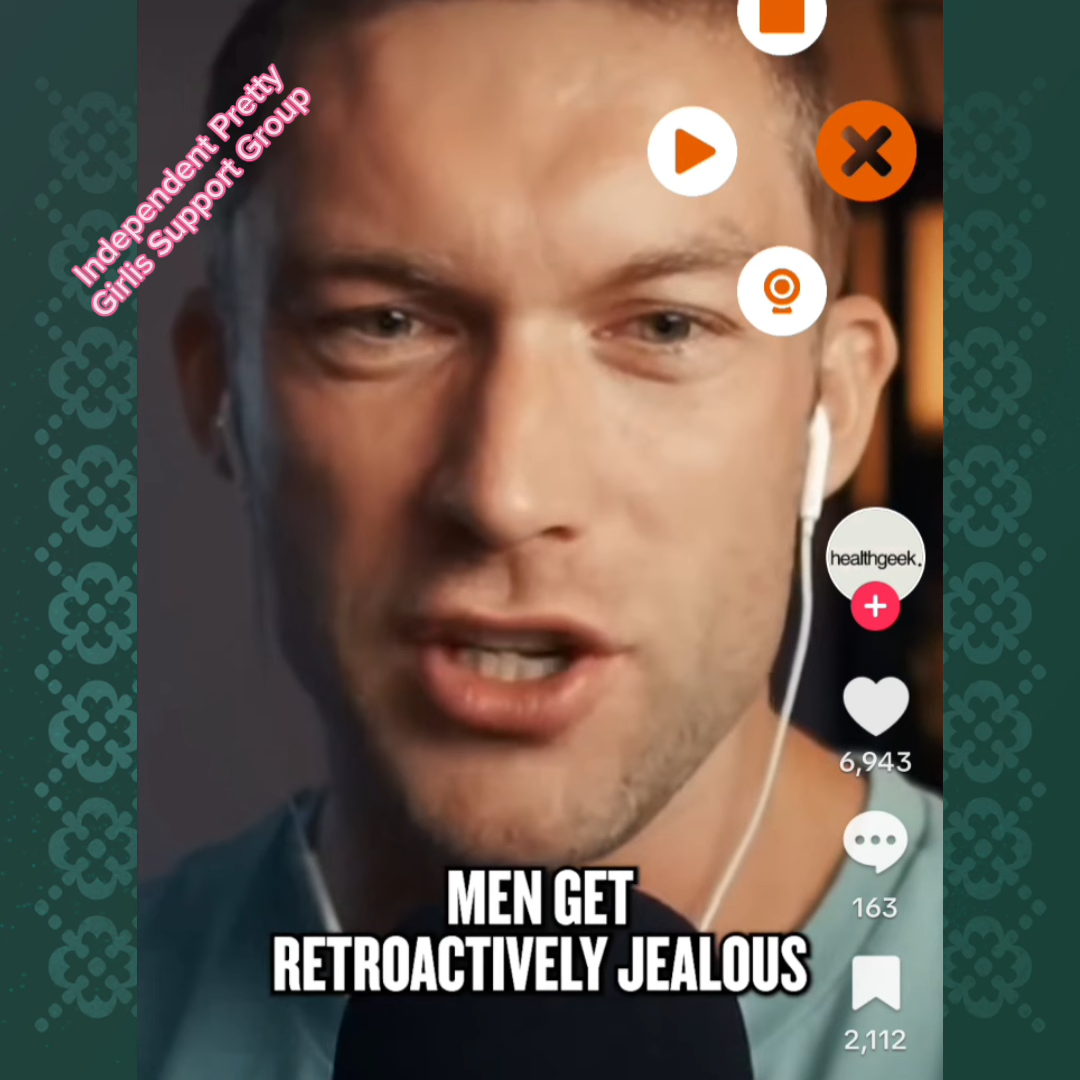 Independent Pretty
Girlis Support Group
healthgeek.
6,943
163
2,112
MEN GET
RETROACTIVELY JEALOUS